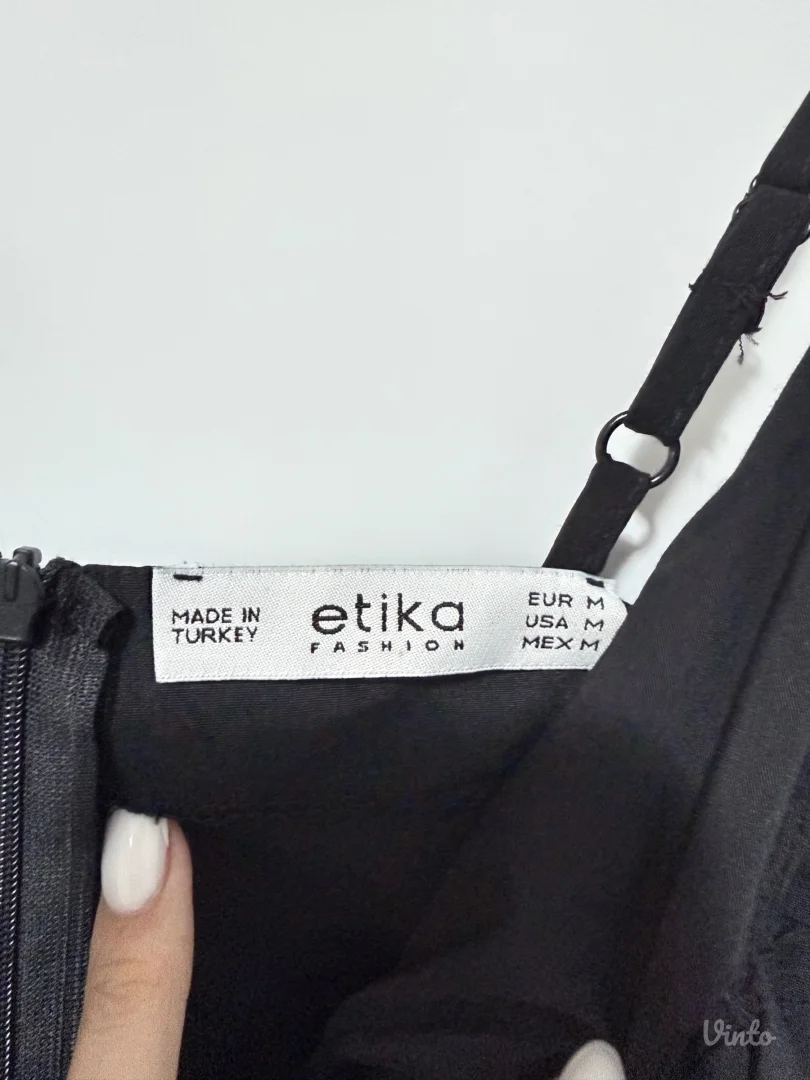 MADE IN
TURKEY
etika
FASHION
EUR M
USA M
MEX M
Vinto